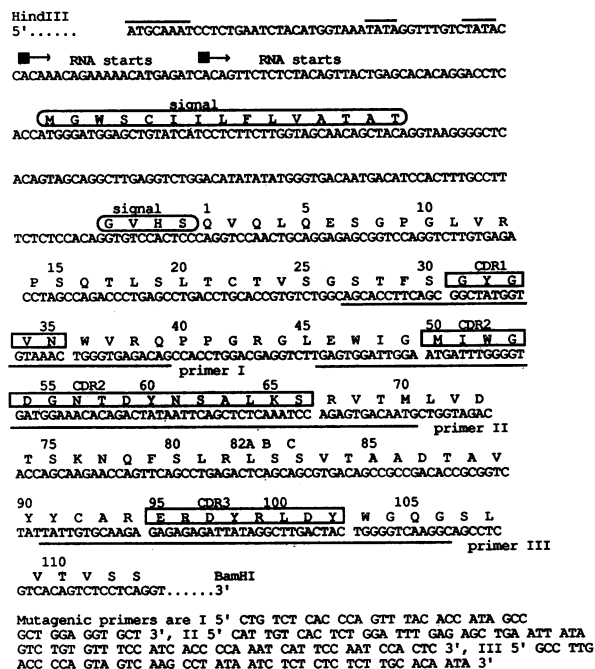 HindIII
5'...... ATGCAAATCCTCTGAATCTACATGGTAAATATAGGTTTGTCTATAC
RNA starts RNA starts
CACAAACAGAAAAACATGAGATCACAGTTCTCTCTACAGTTACTGAGCACACAGGACCTC
signal
M G W S C I I L F L V A T A T
ACCATGGGATGGAGCTGTATCATCCTCTTCTTGGTAGCAACAGCTACAGGTAAGGGGCTC
ACAGTAGCAGGCTTGAGGTCTGGACATATATATGGGTGACAATGACATCCACTTTGCCTT
signal 1 5 10
G V H S Q V Q L Q E S G P G L V R
TCTCTCCACAGGTGTCCACTCCCAGGTCCAACTGCAGGAGAGCGGTCCAGGTCTTGTGAGA
15 20 25 30 CDR1
P S Q T L S L T C T V S G S T F S G Y G
CCTAGCCAGACCCTGAGCCTGACCTGCACCGTGTCTGGCAGCACCTTCAGC GGCTATGGT
35 40 45 50 CDR2
V N W V R Q P P G R G L E W I G M I W G
GTAAAC TGGGTGAGACAGCCACCTGGACGAGGTCTTGAGTGGATTGGA ATGATTTGGGGT
primer I
55 CDR2 60 65 70
D G N T D Y N S A L K S R V T M L V D
GATGGAAACACAGACTATAATTCAGCTCTCAAATCC AGAGTGACAATGCTGGTAGAC
primer II
75 80 82A B C 85
T S K N Q F S L R L S S V T A A D T A V
ACCAGCAAGAACCAGTTCAGCCTGAGACTCAGCAGCGTGACAGCCGCCGACACCGCGGTC
90 95 CDR3 100 105
Y Y C A R E R D Y R L D Y W G Q G S L
TATTATTGTGCAAGA GAGAGAGATTATAGGCTTGACTAC TGGGGTCAAGGCAGCCTC
primer III
110
V T V S S BamHI
GTCACAGTCTCCTCAGGT......3'
Mutagenic primers are I 5' CTG TCT CAC CCA GTT TAC ACC ATA GCC
GCT GGA GGT GCT 3', II 5' CAT TGT CAC TCT GGA TTT GAG AGC TGA ATT ATA
GTC TGT GTT TCC ATC ACC CCA AAT CAT TCC AAT CCA CTC 3', III 5' GCC TTG
ACC CCA GTA GTC AAG CCT ATA ATC TCT CTC TCT TGC ACA ATA 3'